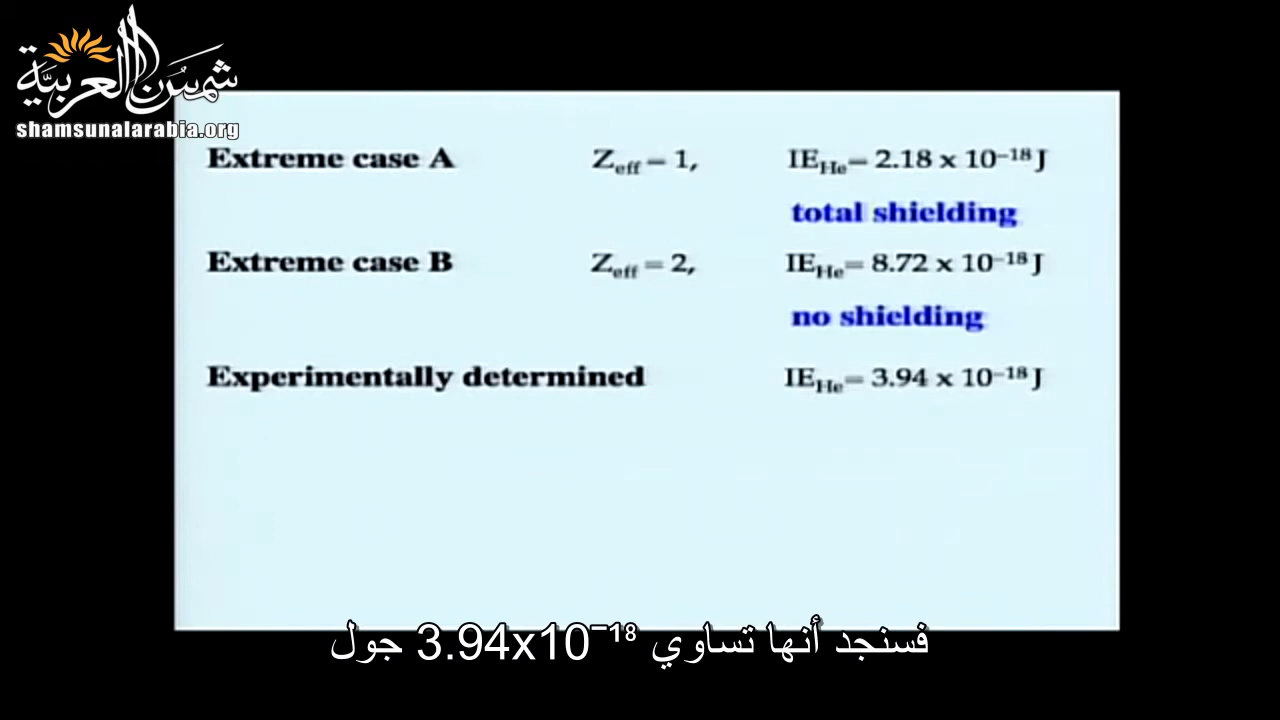 شمس العربية
shamsunalarabia.org
Extreme case A Zeff = 1, IEHe= 2.18 x 10⁻¹⁸ J
total shielding
Extreme case B Zeff = 2, IEHe= 8.72 x 10⁻¹⁸ J
no shielding
Experimentally determined IEHe= 3.94 x 10⁻¹⁸ J
فسنجد أنها تساوي 3.94x10⁻¹⁸ جول